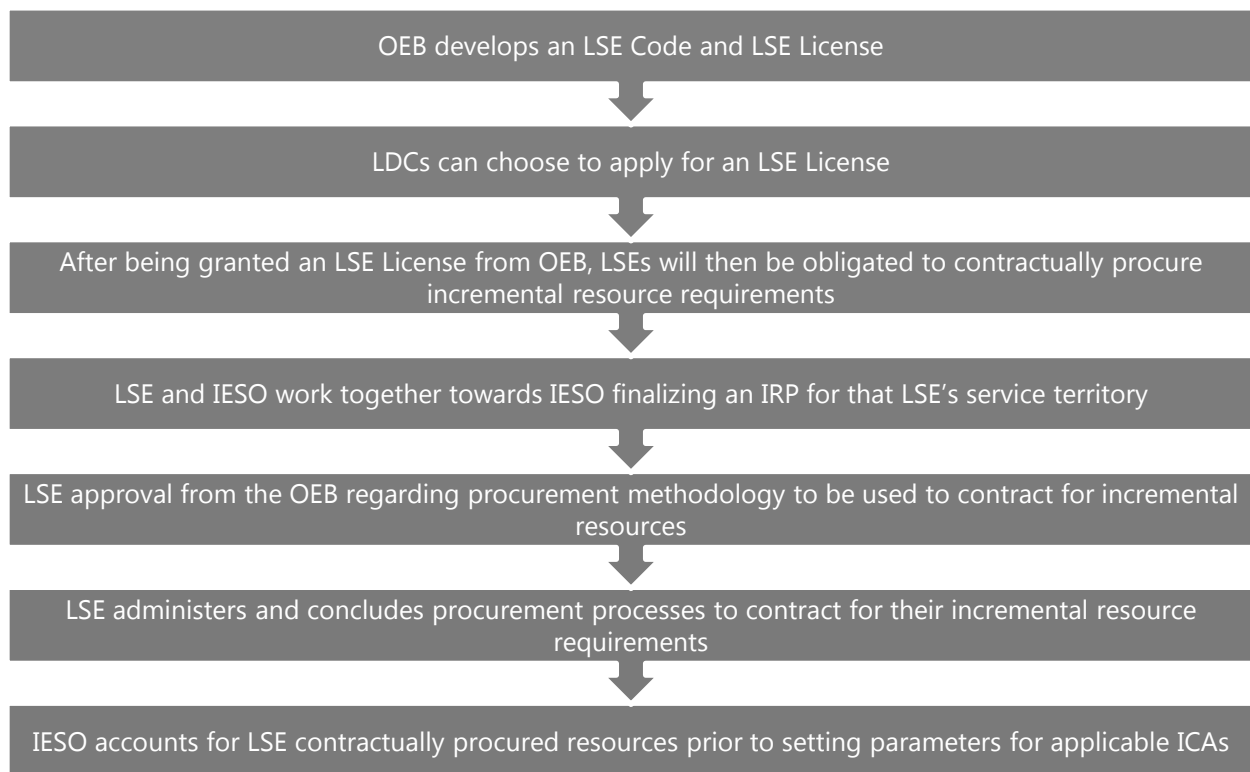 OEB develops an LSE Code and LSE License
LDCs can choose to apply for an LSE License
After being granted an LSE License from OEB, LSEs will then be obligated to contractually procure
incremental resource requirements
LSE and IESO work together towards IESO finalizing an IRP for that LSE’s service territory
LSE approval from the OEB regarding procurement methodology to be used to contract for incremental
resources
LSE administers and concludes procurement processes to contract for their incremental resource
requirements
IESO accounts for LSE contractually procured resources prior to setting parameters for applicable ICAs